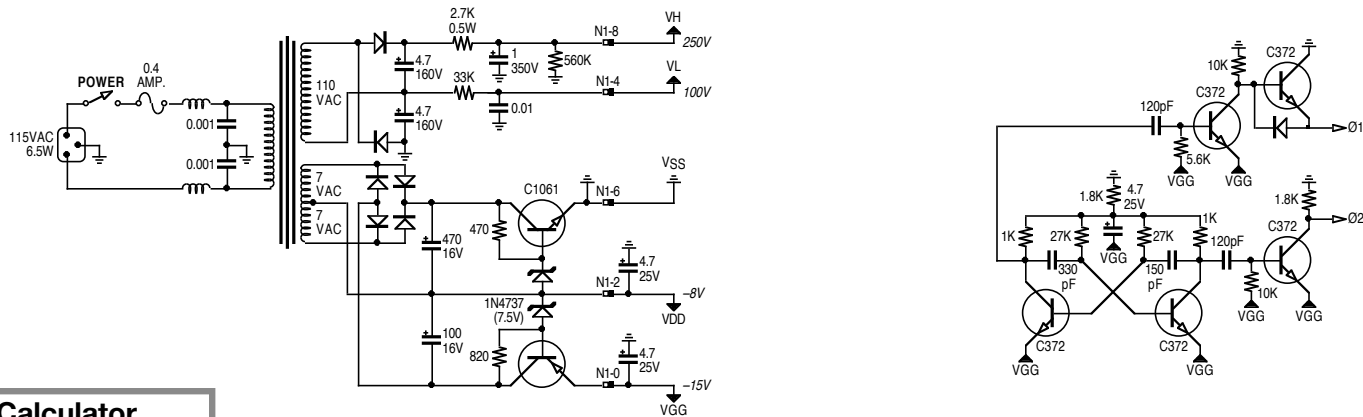 POWER
0.4
AMP.
115VAC
6.5W
0.001
0.001
110
VAC
7
VAC
7
VAC
2.7K
0.5W
4.7
160V
4.7
160V
33K
1
350V
560K
0.01
N1-8
VH
250V
N1-4
VL
100V
C1061
N1-6
VSS
470
470
16V
4.7
25V
N1-2
–8V
VDD
1N4737
(7.5V)
100
16V
820
4.7
25V
N1-0
–15V
VGG
Calculator
10K
C372
C372
120pF
Ø1
5.6K
VGG
VGG
1.8K
4.7
25V
1.8K
C372
Ø2
1K
27K
VGG
27K
1K
120pF
330
pF
150
pF
10K
VGG
VGG
C372
C372
VGG
VGG